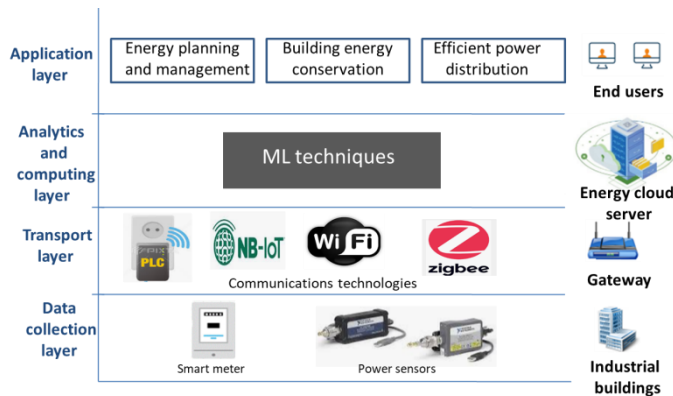 Application
layer
Energy planning
and management
Building energy
conservation
Efficient power
distribution
End users
Analytics and
computing
layer
ML techniques
Energy cloud
server
Transport
layer
PLC
NB-IoT
WiFi
zigbee
Communications technologies
Gateway
Data
collection
layer
Smart meter
Power sensors
Industrial
buildings